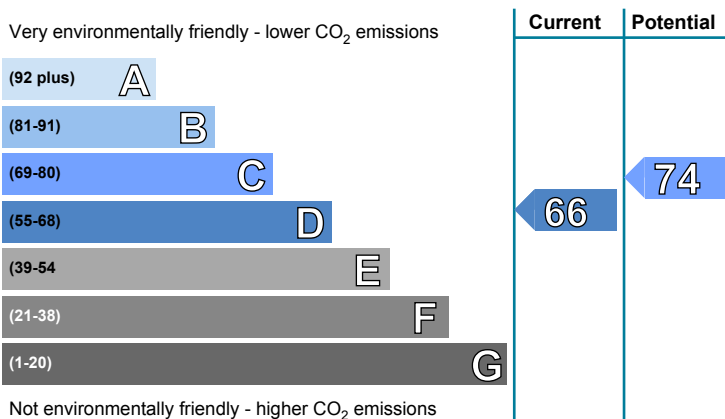 Very environmentally friendly - lower CO2 emissions
Current
Potential
(92 plus) A
(81-91) B
(69-80) C
(55-68) D
(39-54 E
(21-38) F
(1-20) G
66
74
Not environmentally friendly - higher CO2 emissions